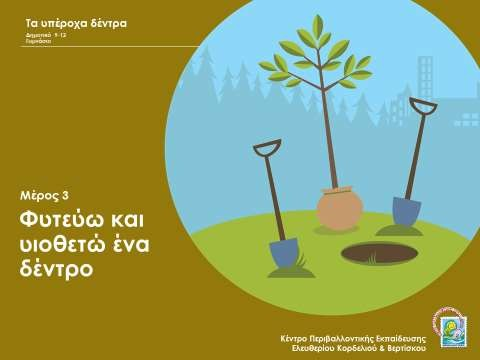 Τα υπέροχα δέντρα
Δημοτικό 9-12
Γυμνάσιο
Μέρος 3
Φυτεύω και
υιοθετώ ένα
δέντρο
Κέντρο Περιβαλλοντικής Εκπαίδευσης
Ελευθερίου Κορδελιού & Βερτίσκου